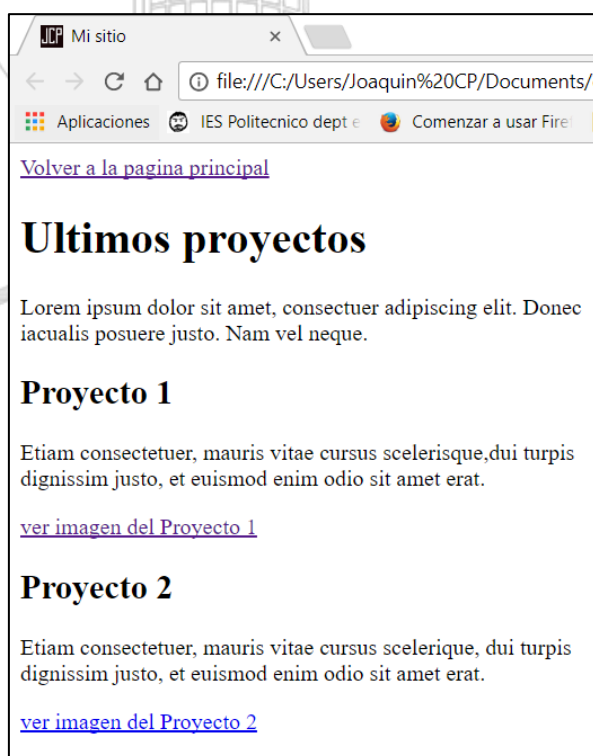 JCP Mi sitio ×
file:///C:/Users/Joaquin%20CP/Documents/
Aplicaciones IES Politecnico dept e Comenzar a usar Firef
Volver a la pagina principal
Ultimos proyectos
Lorem ipsum dolor sit amet, consectuer adipiscing elit. Donec
iacualis posuere justo. Nam vel neque.
Proyecto 1
Etiam consectetuer, mauris vitae cursus scelerisque,dui turpis
dignissim justo, et euismod enim odio sit amet erat.
ver imagen del Proyecto 1
Proyecto 2
Etiam consectetuer, mauris vitae cursus scelerique, dui turpis
dignissim justo, et euismod enim odio sit amet erat.
ver imagen del Proyecto 2